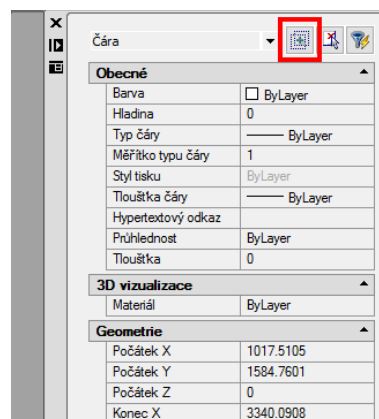 Čára
Obecné
Barva ByLayer
Hladina 0
Typ čáry ByLayer
Měřítko typu čáry 1
Styl tisku ByLayer
Tloušťka čáry ByLayer
Hypertextový odkaz
Průhlednost ByLayer
Tloušťka 0
3D vizualizace
Materiál ByLayer
Geometrie
Počátek X 1017.5105
Počátek Y 1584.7601
Počátek Z 0
Konec X 3340.0908